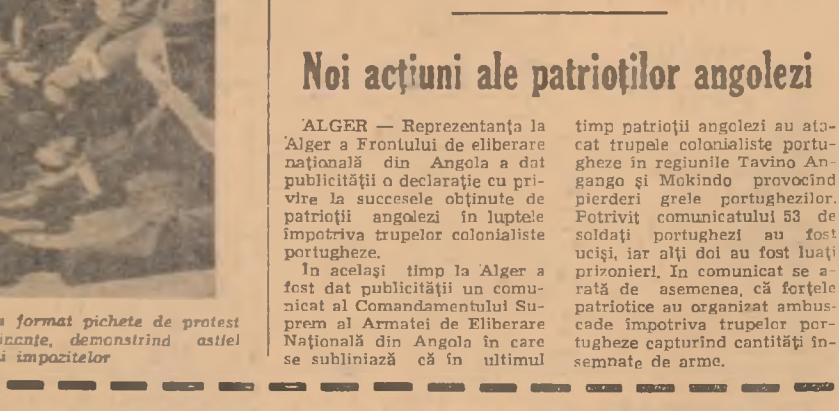 Noi acțiuni ale patrioților angolezi
ALGER — Reprezentanța la
Alger a Frontului de eliberare
națională din Angola a dat
publicității o declarație cu pri-
vire la succesele obținute de
patrioții angolezi în luptele
împotriva trupelor colonialiste
portugheze.
In același timp la Alger a
fost dat publicității un comu-
nicat al Comandamentului Su-
prem al Armatei de Eliberare
Națională din Angola în care
se subliniază că în ultimul
timp patrioții angolezi au ata-
cat trupele colonialiste portu-
gheze în regiunile Tavino An-
gango și Mokindo provocînd
pierderi grele portughezilor.
Potrivit comunicatului 53 de
soldați portughezi au fost
uciși, iar alți doi au fost luați
prizonieri. In comunicat se a-
rată de asemenea, că forțele
patriotice au organizat ambus-
cade împotriva trupelor por-
tugheze capturînd cantități în-
semnate de arme.
format pichete de protest
demonstrînd astfel
impozitelor